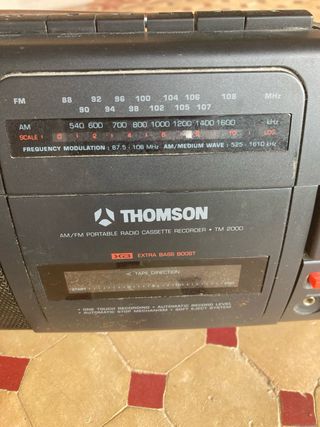 FM 88 92 96 100 104 108 MHz
90 94 98 102 105 107
AM 540 600 700 800 1000 1200 1400 1600 kHz
SCALE 0 1 2 3 4 5 6 8 9 10 LOG
FREQUENCY MODULATION : 87.5 - 108 MHz AM/MEDIUM WAVE : 525 - 1610 kHz
THOMSON
AM/FM PORTABLE RADIO CASSETTE RECORDER • TM 2000
EXTRA BASS BOOST
< TAPE DIRECTION
START
• ONE TOUCH RECORDING • AUTOMATIC RECORD LEVEL
• AUTOMATIC STOP MECHANISM • SOFT EJECT SYSTEM